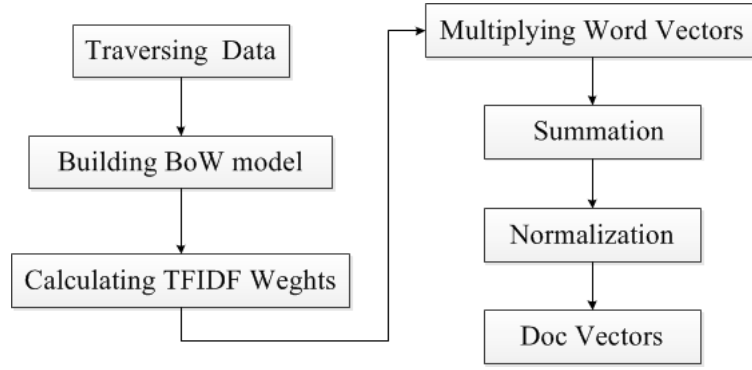 Traversing Data
Building BoW model
Calculating TFIDF Weghts
Multiplying Word Vectors
Summation
Normalization
Doc Vectors